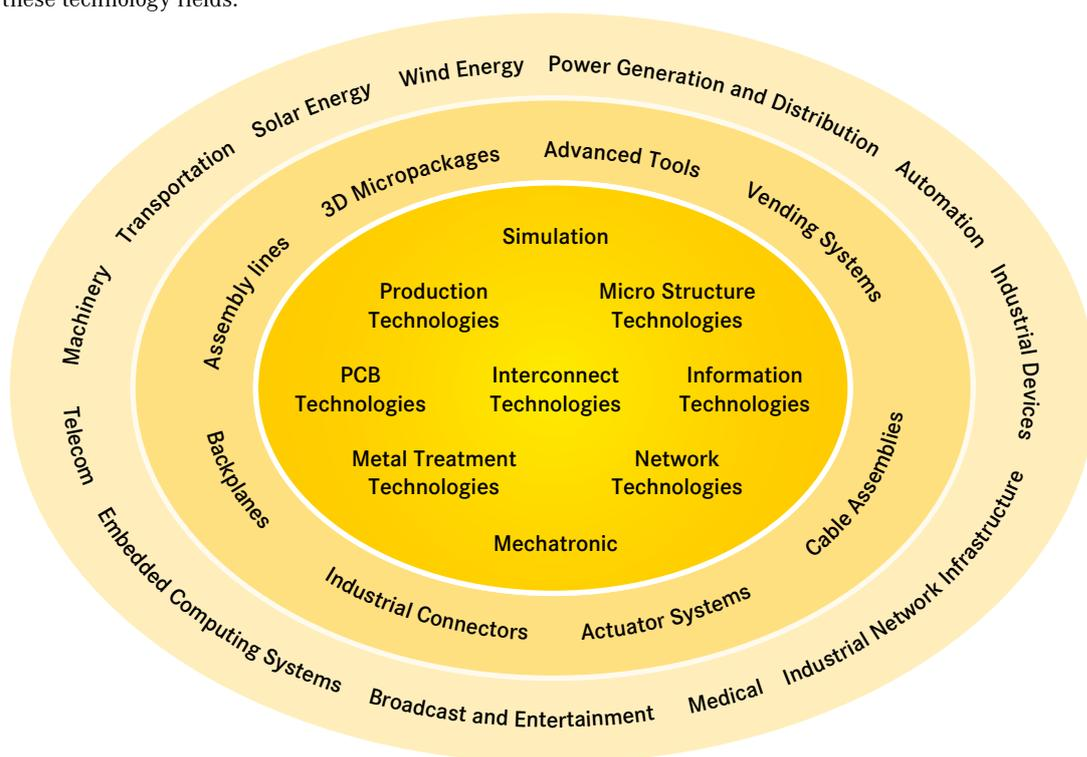 these technology fields.
Wind Energy
Power Generation and Distribution
Solar Energy
Transportation
Automation
Machinery
Industrial Devices
Telecom
Industrial Network Infrastructure
Embedded Computing Systems
Medical
Broadcast and Entertainment
3D Micropackages
Advanced Tools
Vending Systems
Assembly lines
Cable Assemblies
Backplanes
Industrial Connectors
Actuator Systems
Simulation
Production
Technologies
Micro Structure
Technologies
PCB
Technologies
Interconnect
Technologies
Information
Technologies
Metal Treatment
Technologies
Network
Technologies
Mechatronic